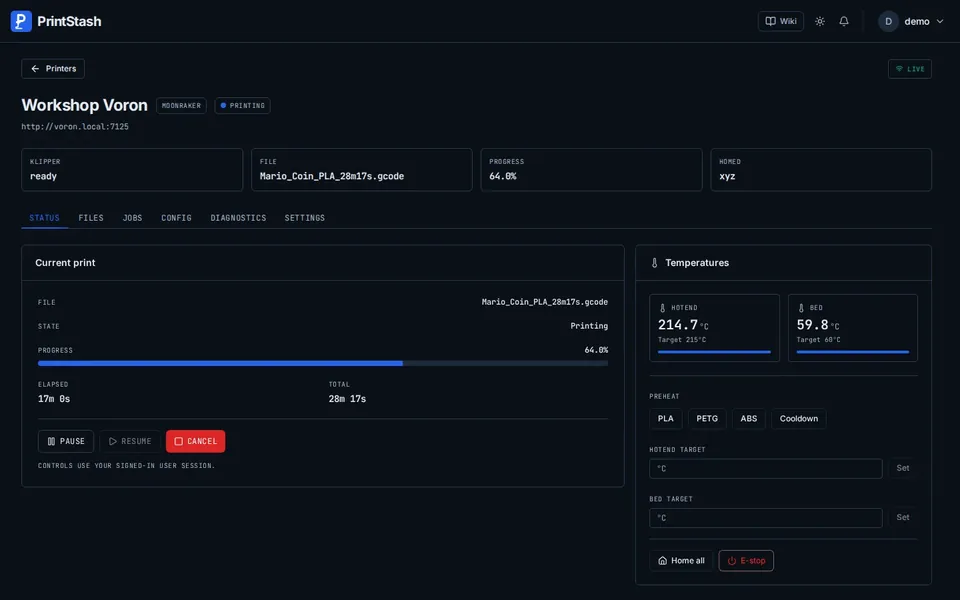 PrintStash
Wiki
D demo
Printers
LIVE
Workshop Voron MOONRAKER PRINTING
http://voron.local:7125
KLIPPER
ready
FILE
Mario_Coin_PLA_28m17s.gcode
PROGRESS
64.0%
HOMED
xyz
STATUS FILES JOBS CONFIG DIAGNOSTICS SETTINGS
Current print
FILE Mario_Coin_PLA_28m17s.gcode
STATE Printing
PROGRESS 64.0%
ELAPSED
17m 0s
TOTAL
28m 17s
PAUSE RESUME CANCEL
CONTROLS USE YOUR SIGNED-IN USER SESSION.
Temperatures
HOTEND
214.7 °C
Target 215°C
BED
59.8 °C
Target 60°C
PREHEAT
PLA PETG ABS Cooldown
HOTEND TARGET
°C Set
BED TARGET
°C Set
Home all E-stop